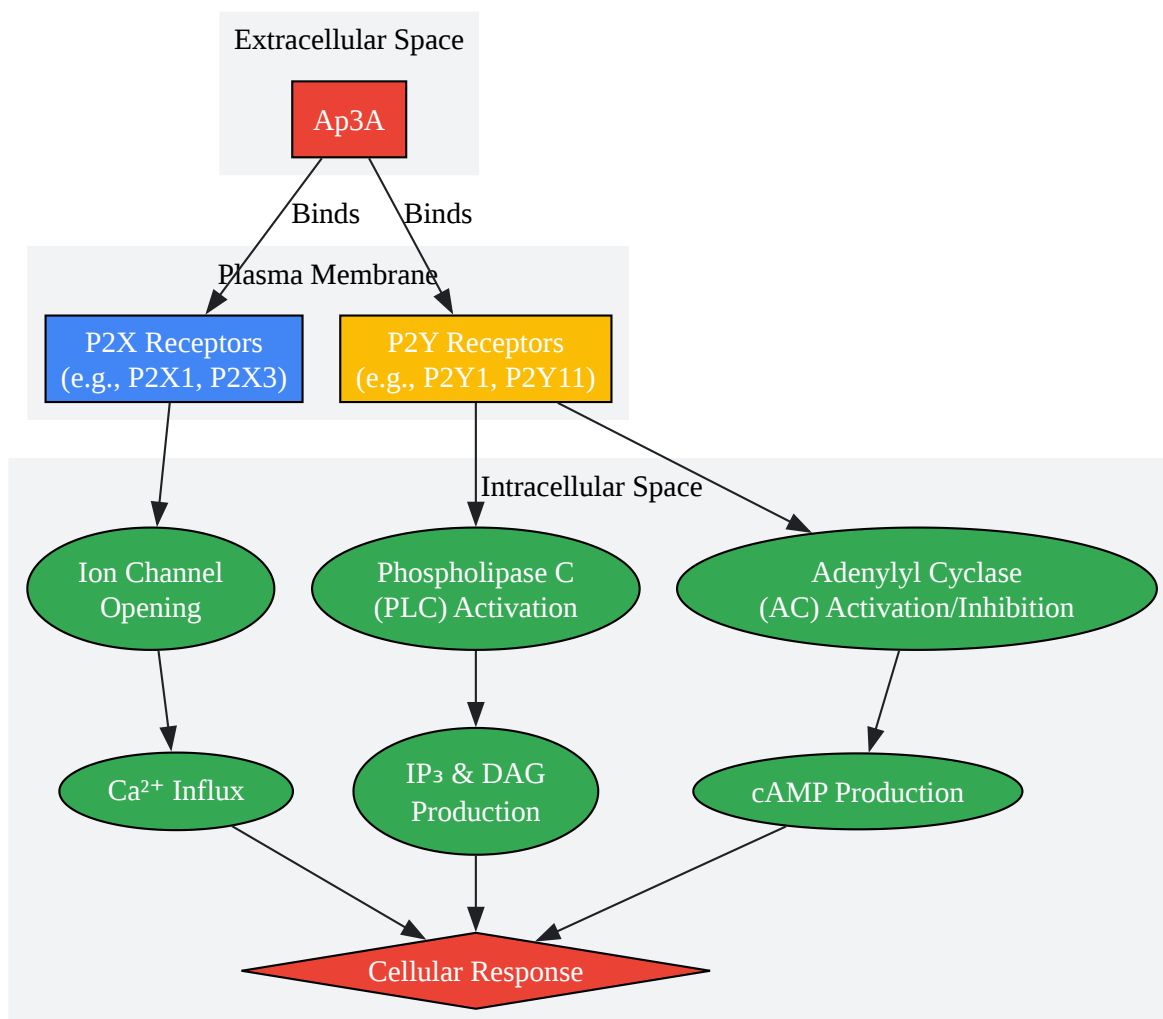 Extracellular Space
Ap3A
Binds
Binds
Plasma Membrane
P2X Receptors
(e.g., P2X1, P2X3)
P2Y Receptors
(e.g., P2Y1, P2Y11)
Intracellular Space
Ion Channel
Opening
Phospholipase C
(PLC) Activation
Adenylyl Cyclase
(AC) Activation/Inhibition
Ca²⁺ Influx
IP₃ & DAG
Production
cAMP Production
Cellular Response